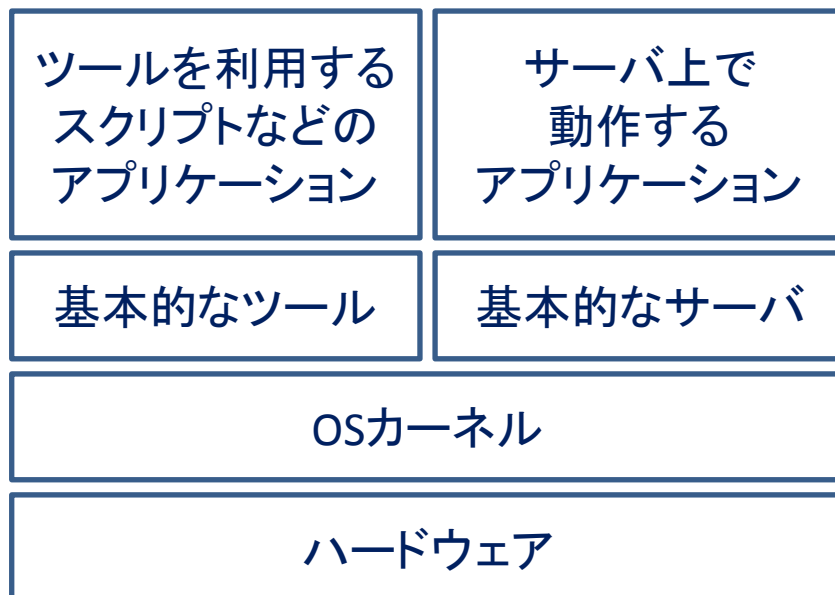 ツールを利用する
スクリプトなどの
アプリケーション
サーバ上で
動作する
アプリケーション
基本的なツール
基本的なサーバ
OSカーネル
ハードウェア